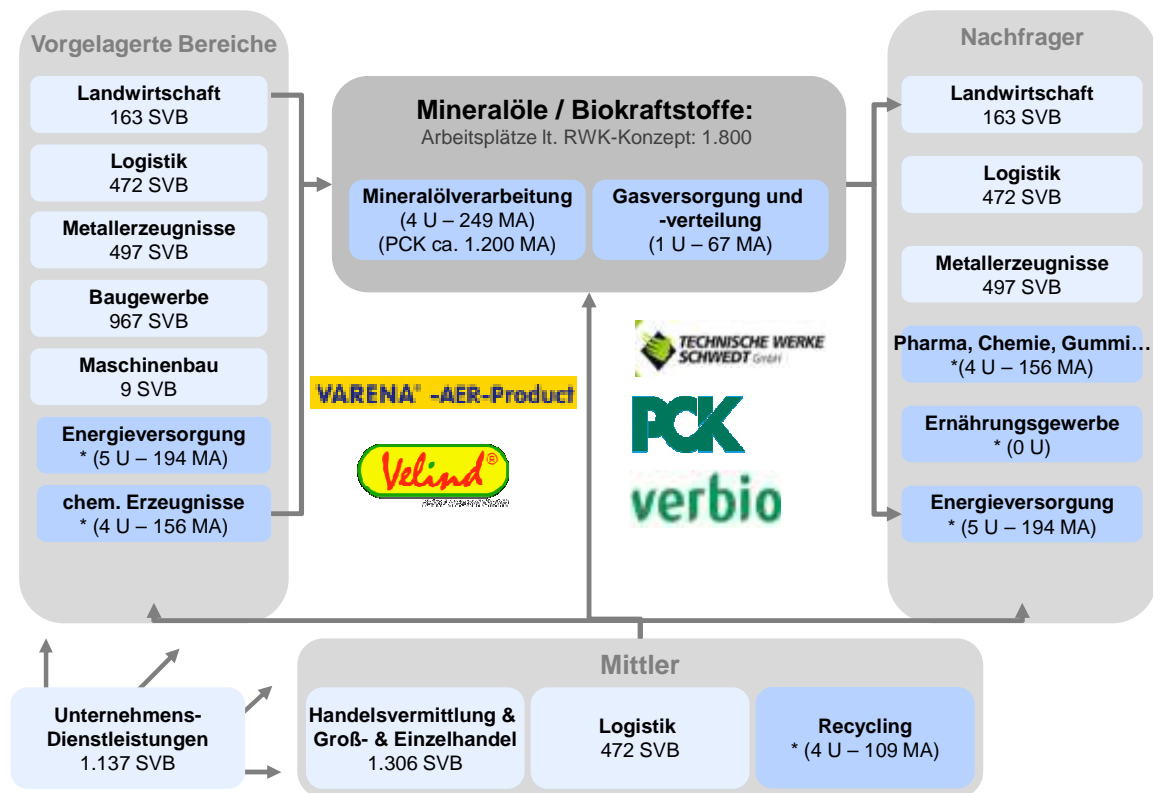 Vorgelagerte Bereiche
Landwirtschaft
163 SVB
Logistik
472 SVB
Metallerzeugnisse
497 SVB
Baugewerbe
967 SVB
Maschinenbau
9 SVB
Energieversorgung
* (5 U – 194 MA)
chem. Erzeugnisse
* (4 U – 156 MA)
Mineralöle / Biokraftstoffe:
Arbeitsplätze lt. RWK-Konzept: 1.800
Mineralölverarbeitung
(4 U – 249 MA)
(PCK ca. 1.200 MA)
Gasversorgung und
-verteilung
(1 U – 67 MA)
VARENA® -AER-Product
Velind®
TECHNISCHE WERKE
SCHWEDT GmbH
PCK
verbio
Nachfrager
Landwirtschaft
163 SVB
Logistik
472 SVB
Metallerzeugnisse
497 SVB
Pharma, Chemie, Gummi…
*(4 U – 156 MA)
Ernährungsgewerbe
* (0 U)
Energieversorgung
* (5 U – 194 MA)
Unternehmens-
Dienstleistungen
1.137 SVB
Mittler
Handelsvermittlung &
Groß- & Einzelhandel
1.306 SVB
Logistik
472 SVB
Recycling
* (4 U – 109 MA)